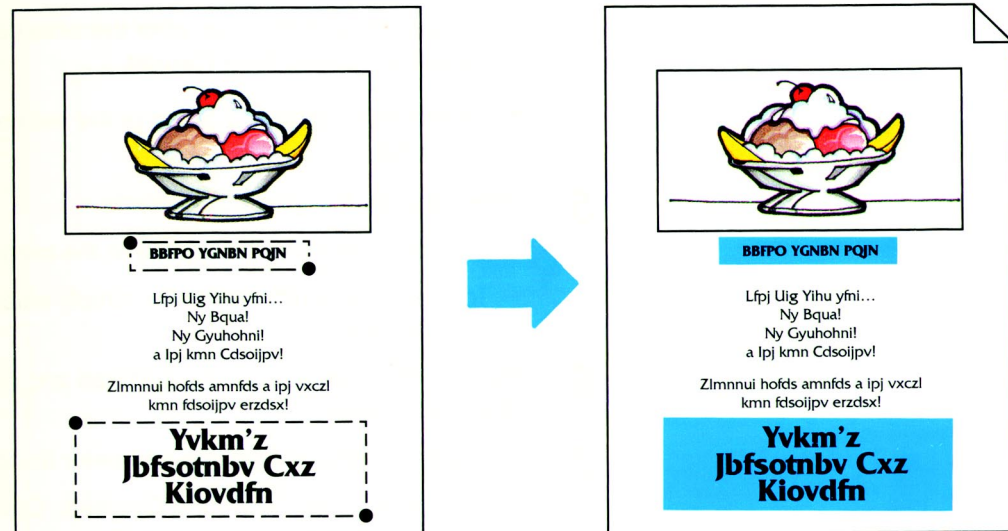 BBFPO YGNBN PQJN
Lfpj Uig Yihu yfni...
Ny Bqua!
Ny Gyuhohni!
a Ipj kmn Cdsoijpv!
Zlmnnui hofds amnfds a ipj vxczl
kmn fdsoijpv erzdsx!
Yvkm'z
Jbfsotnbv Cxz
Kiovdfn
BBFPO YGNBN PQJN
Lfpj Uig Yihu yfni...
Ny Bqua!
Ny Gyuhohni!
a Ipj kmn Cdsoijpv!
Zlmnnui hofds amnfds a ipj vxczl
kmn fdsoijpv erzdsx!
Yvkm'z
Jbfsotnbv Cxz
Kiovdfn